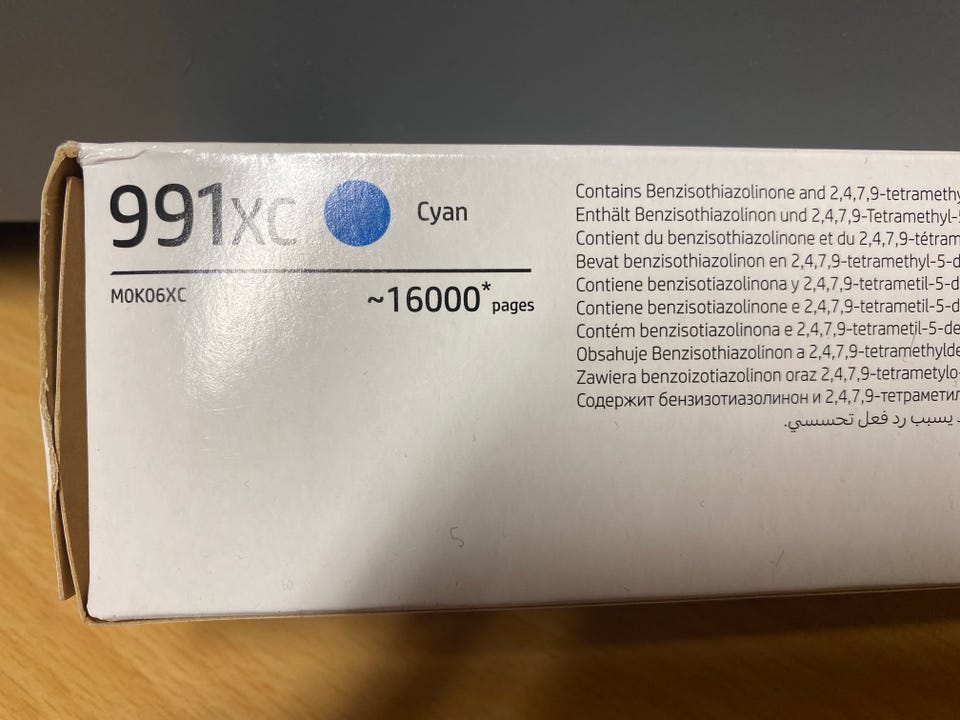 991XC Cyan
M0K06XC ~16000* pages
Contains Benzisothiazolinone and 2,4,7,9-tetramethy
Enthält Benzisothiazolinon und 2,4,7,9-Tetramethyl-5
Contient du benzisothiazolinone et du 2,4,7,9-tétram
Bevat benzisothiazolinon en 2,4,7,9-tetramethyl-5-d
Contiene benzisotiazolinona y 2,4,7,9-tetrametil-5-d
Contiene benzisotiazolinone e 2,4,7,9-tetrametil-5-d
Contém benzisotiazolinona e 2,4,7,9-tetrametil-5-de
Obsahuje Benzisothiazolinon a 2,4,7,9-tetramethylde
Zawiera benzoizotiazolinon oraz 2,4,7,9-tetrametylo-
Содержит бензизотиазолинон и 2,4,7,9-тетраметил
يسبب رد فعل تحسسي.
5